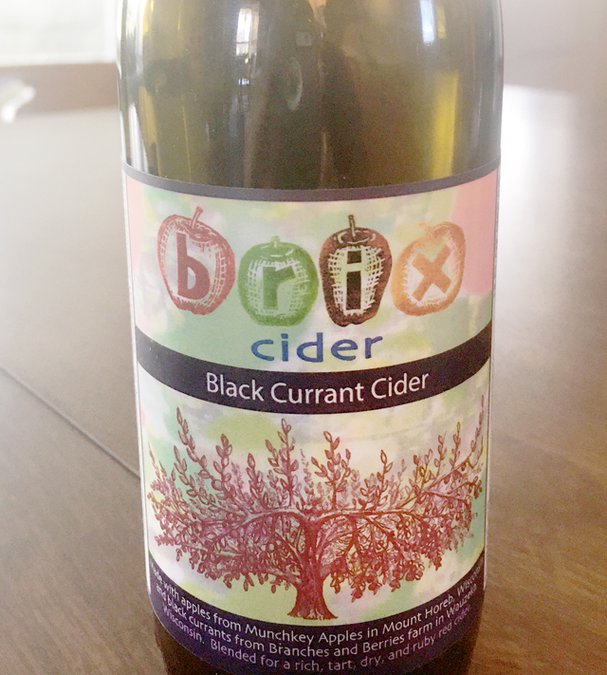 brix
cider
Black Currant Cider
with apples from Munchkey Apples in Mount Horeb,
and black currants from Branches and Berries farm in
Wisconsin. Blended for a rich, tart, dry, and ruby red cider.